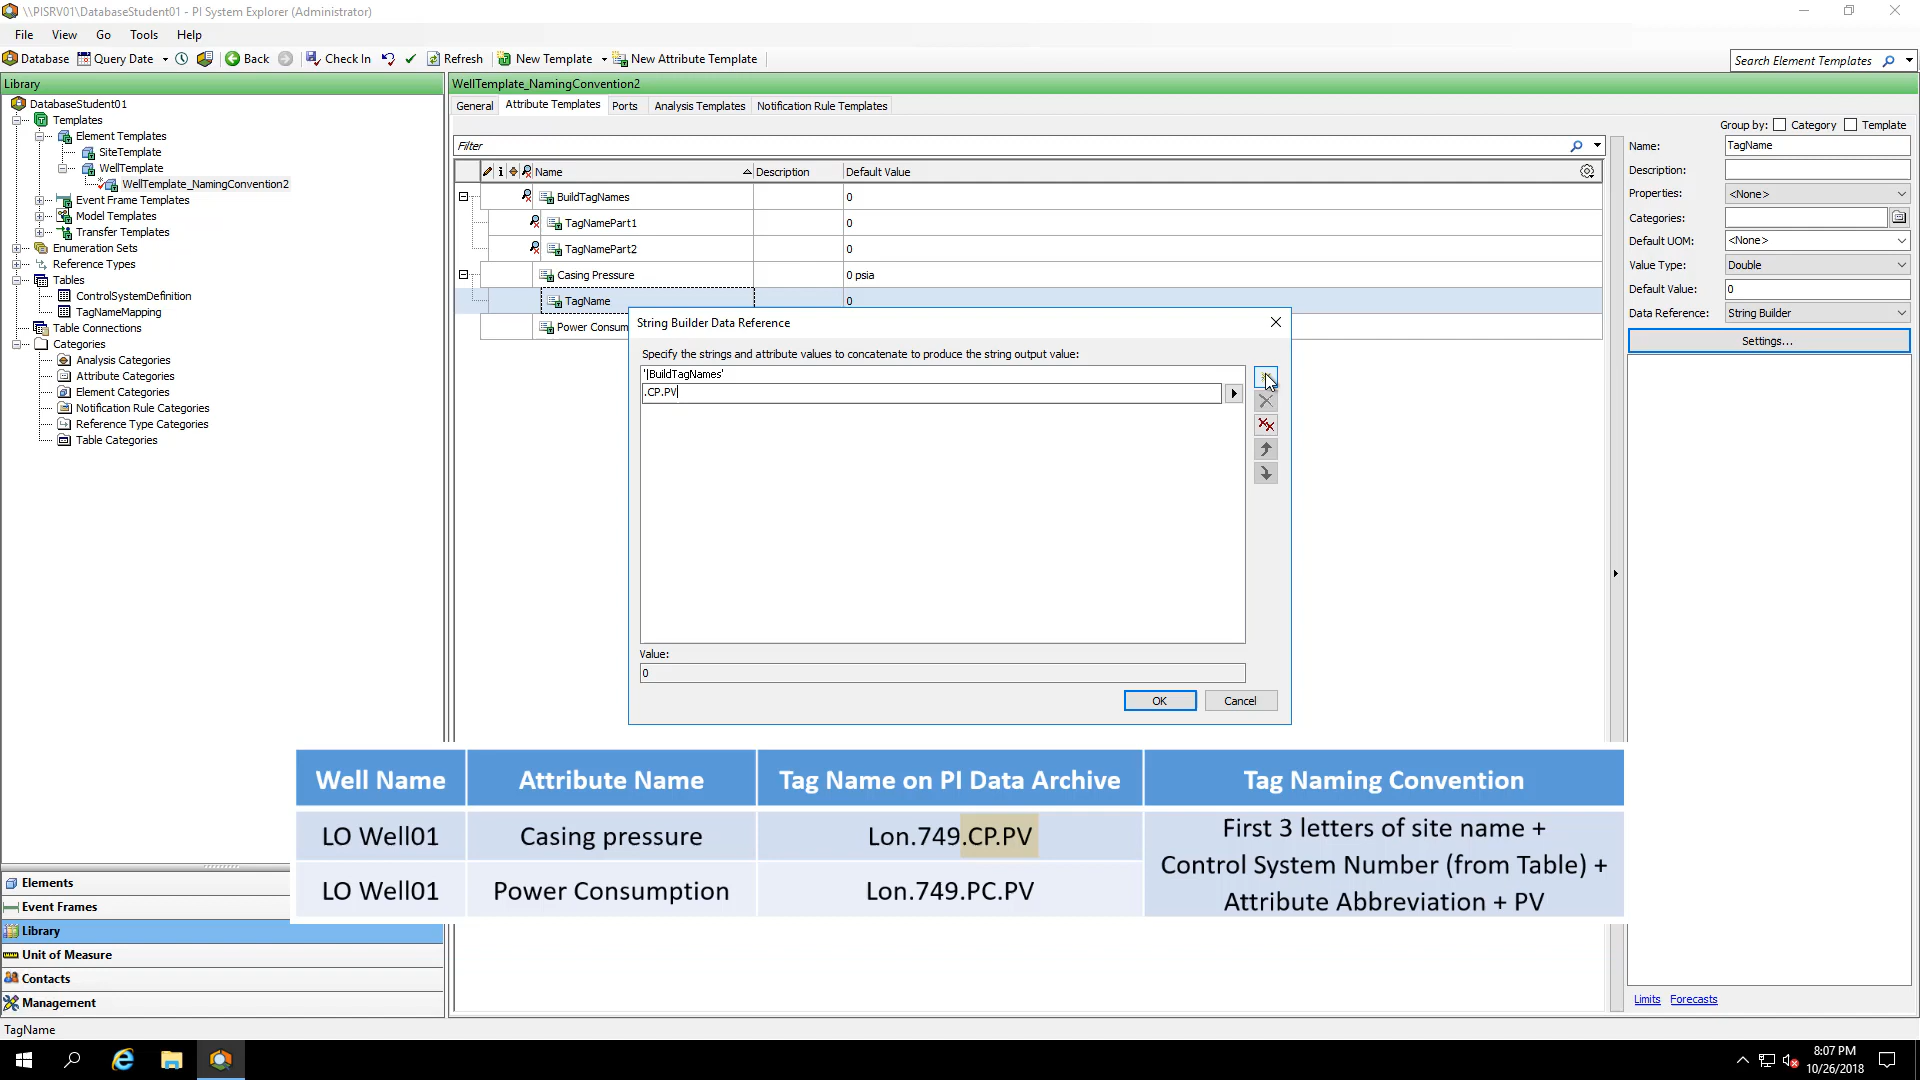 \\PISRV01\DatabaseStudent01 - PI System Explorer (Administrator)
File View Go Tools Help
Database Query Date Back Check In Refresh New Template New Attribute Template
Search Element Templates
Library
DatabaseStudent01
Templates
Element Templates
SiteTemplate
WellTemplate
WellTemplate_NamingConvention2
Event Frame Templates
Model Templates
Transfer Templates
Enumeration Sets
Reference Types
Tables
ControlSystemDefinition
TagNameMapping
Table Connections
Categories
Analysis Categories
Attribute Categories
Element Categories
Notification Rule Categories
Reference Type Categories
Table Categories
Elements
Event Frames
Library
Unit of Measure
Contacts
Management
TagName
WellTemplate_NamingConvention2
General Attribute Templates Ports Analysis Templates Notification Rule Templates
Group by: Category Template
Filter
Name Description Default Value
BuildTagNames 0
TagNamePart1 0
TagNamePart2 0
Casing Pressure 0 psia
TagName 0
Power Consum
Name: TagName
Description:
Properties: <None>
Categories:
Default UOM: <None>
Value Type: Double
Default Value: 0
Data Reference: String Builder
Settings...
Limits Forecasts
String Builder Data Reference
Specify the strings and attribute values to concatenate to produce the string output value:
'|BuildTagNames'
.CP.PV
Value:
0
OK Cancel
Well Name Attribute Name Tag Name on PI Data Archive Tag Naming Convention
LO Well01 Casing pressure Lon.749.CP.PV
LO Well01 Power Consumption Lon.749.PC.PV
First 3 letters of site name +
Control System Number (from Table) +
Attribute Abbreviation + PV
8:07 PM
10/26/2018